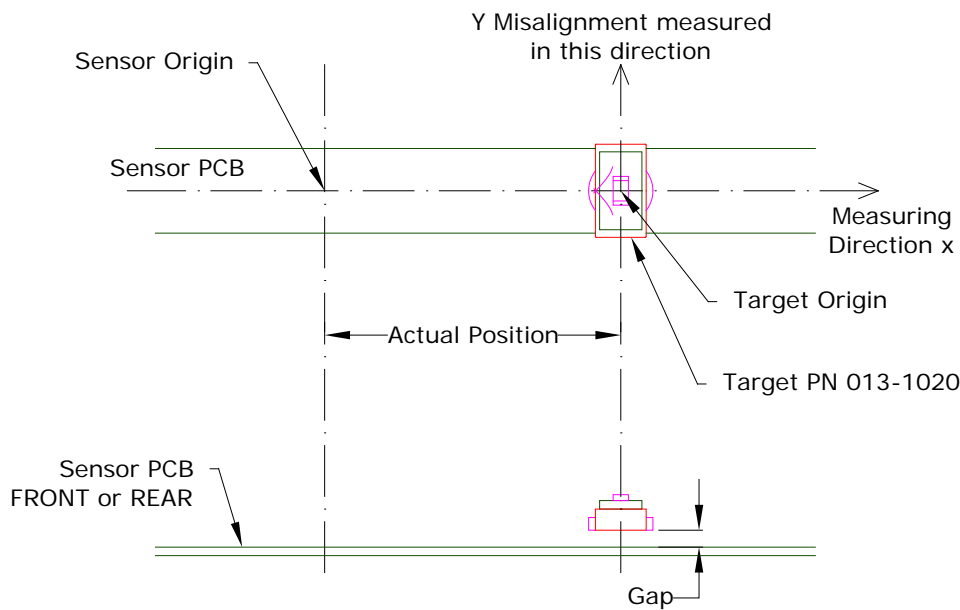 Y Misalignment measured
in this direction
Sensor Origin
Sensor PCB
Measuring
Direction x
Target Origin
Actual Position
Target PN 013-1020
Sensor PCB
FRONT or REAR
Gap